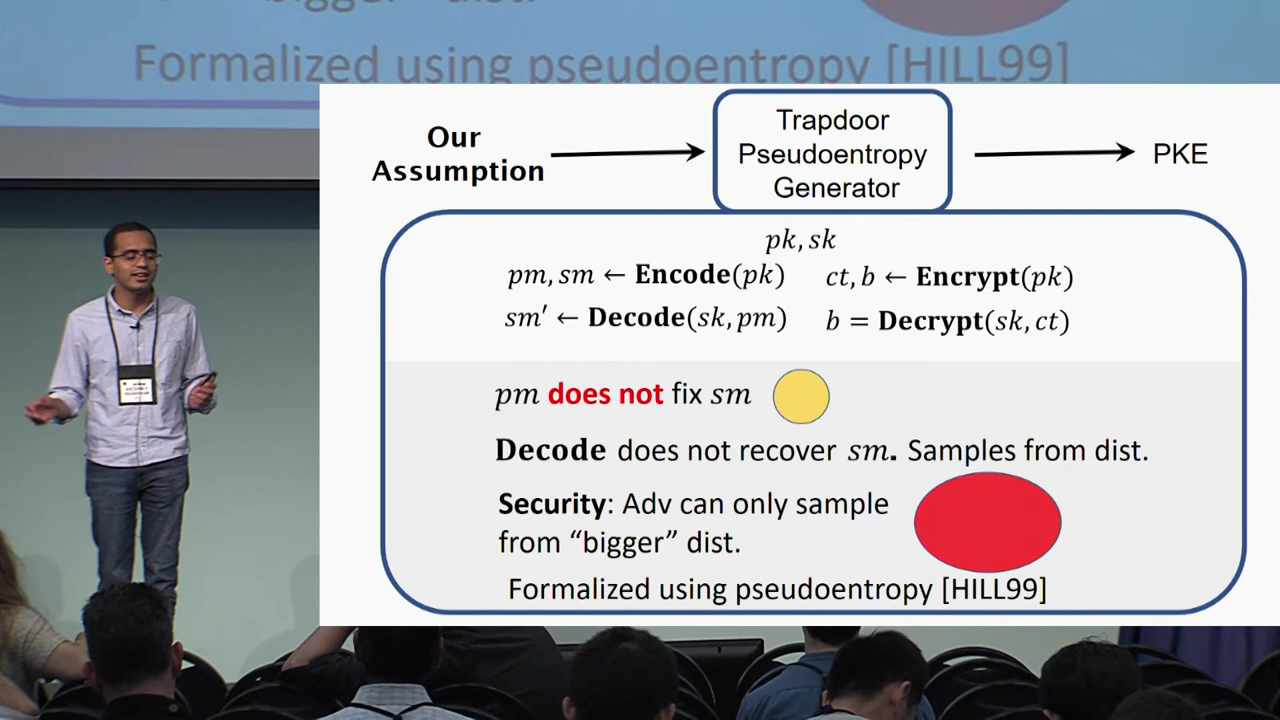 "bigger" dist.
Formalized using pseudoentropy [HILL99]
Our
Assumption
Trapdoor
Pseudoentropy
Generator
PKE
pk, sk
pm, sm ← Encode(pk) ct, b ← Encrypt(pk)
sm′ ← Decode(sk, pm) b = Decrypt(sk, ct)
pm does not fix sm
Decode does not recover sm. Samples from dist.
Security: Adv can only sample
from “bigger” dist.
Formalized using pseudoentropy [HILL99]